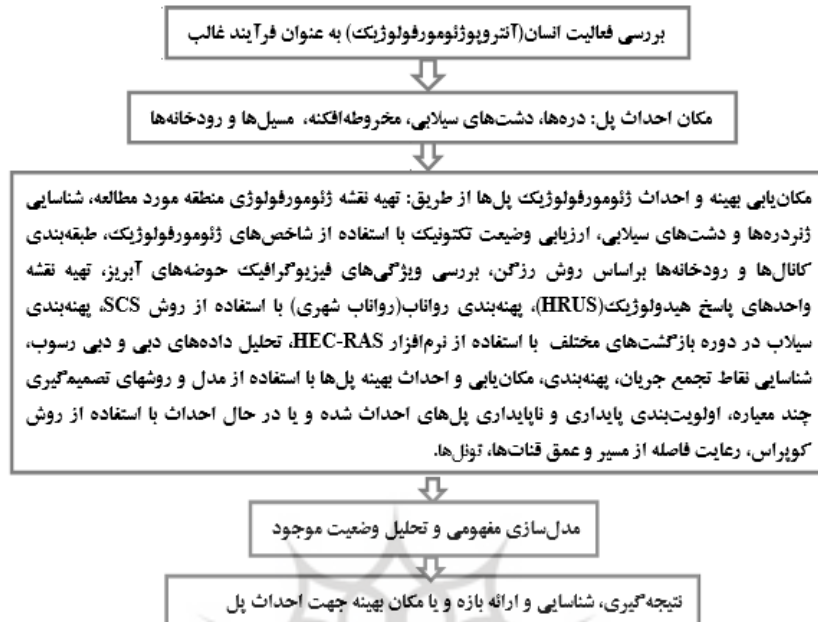 بررسی فعالیت انسان(آنتروپوژئومورفولوژیک) به عنوان فرآیند غالب
مکان احداث پل: دره‌ها، دشت‌های سیلابی، مخروطه‌افکنه، مسیل‌ها و رودخانه‌ها
مکان‌یابی بهینه و احداث ژئومورفولوژیک پل‌ها از طریق: تهیه نقشه ژئومورفولوژی منطقه مورد مطالعه، شناسایی
ژنردره‌ها و دشت‌های سیلابی، ارزیابی وضیعت تکتونیک با استفاده از شاخص‌های ژئومورفولوژیک، طبقه‌بندی
کانال‌ها و رودخانه‌ها براساس روش رزگن، بررسی ویژگی‌های فیزیوگرافیک حوضه‌های آبریز، تهیه نقشه
واحدهای پاسخ هیدولوژیک(HRUS)، پهنه‌بندی رواناب(رواناب شهری) با استفاده از روش SCS، پهنه‌بندی
سیلاب در دوره بازگشت‌های مختلف با استفاده از نرم‌افزار HEC-RAS، تحلیل داده‌های دبی و دبی رسوب،
شناسایی نقاط تجمع جریان، پهنه‌بندی، مکان‌یابی و احداث بهینه پل‌ها با استفاده از مدل و روشهای تصمیم‌گیری
چند معیاره، اولویت‌بندی پایداری و ناپایداری پل‌های احداث شده و یا در حال احداث با استفاده از روش
کوپراس، رعایت فاصله از مسیر و عمق قنات‌ها، تونل‌ها.
مدل‌سازی مفهومی و تحلیل وضعیت موجود
نتیجه‌گیری، شناسایی و ارائه بازه و یا مکان بهینه جهت احداث پل